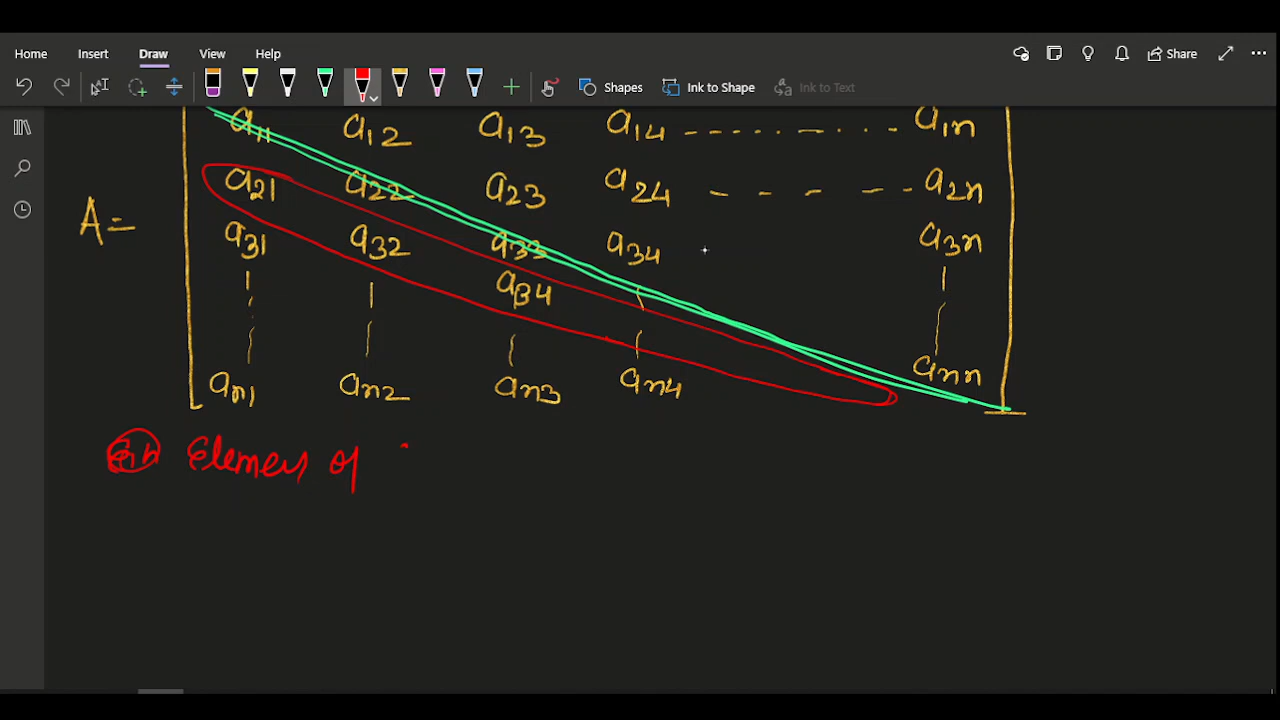 Home Insert Draw View Help Share
Shapes Ink to Shape Ink to Text
a11 a12 a13 a14 -------- a1n
a21 a22 a23 a24 - - - - - a2n
A=
a31 a32 a33 a34 a3n
a34
an1 an2 an3 an4 ann
Elemen of